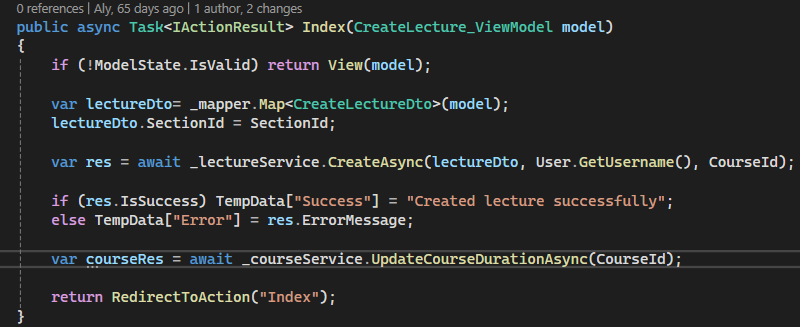 0 references | Aly, 65 days ago | 1 author, 2 changes
public async Task<IActionResult> Index(CreateLecture_ViewModel model)
{
if (!ModelState.IsValid) return View(model);
var lectureDto= _mapper.Map<CreateLectureDto>(model);
lectureDto.SectionId = SectionId;
var res = await _lectureService.CreateAsync(lectureDto, User.GetUsername(), CourseId);
if (res.IsSuccess) TempData["Success"] = "Created lecture successfully";
else TempData["Error"] = res.ErrorMessage;
var courseRes = await _courseService.UpdateCourseDurationAsync(CourseId);
return RedirectToAction("Index");
}